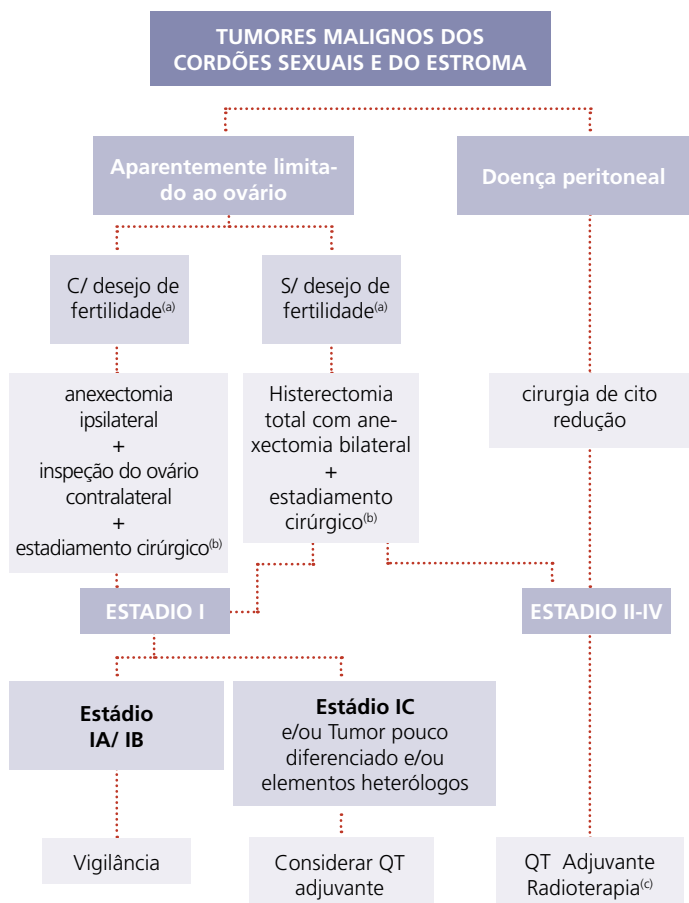 TUMORES MALIGNOS DOS
CORDÕES SEXUAIS E DO ESTROMA
Aparentemente limita-
do ao ovário
Doença peritoneal
C/ desejo de
fertilidade(a)
S/ desejo de
fertilidade(a)
anexectomia
ipsilateral
+
inspeção do ovário
contralateral
+
estadiamento cirúrgico(b)
Histerectomia
total com ane-
xectomia bilateral
+
estadiamento
cirúrgico(b)
cirurgia de cito
redução
ESTADIO I
ESTADIO II-IV
Estádio
IA/ IB
Estádio IC
e/ou Tumor pouco
diferenciado e/ou
elementos heterólogos
Vigilância
Considerar QT
adjuvante
QT Adjuvante
Radioterapia(c)